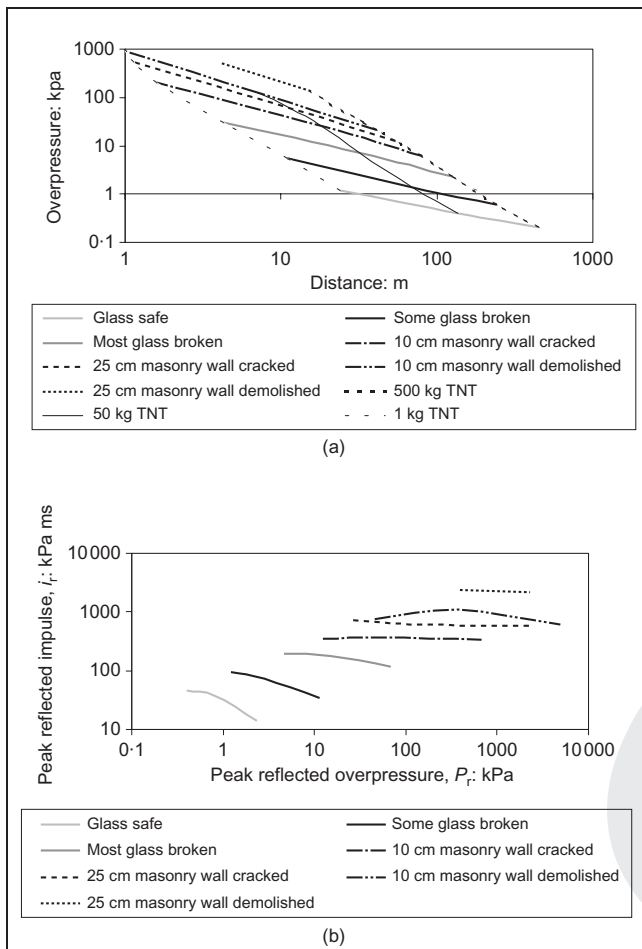 1000
100
10
1
0·1
Overpressure: kpa
1
10
100
1000
Distance: m
Glass safe
Some glass broken
Most glass broken
10 cm masonry wall cracked
25 cm masonry wall cracked
10 cm masonry wall demolished
25 cm masonry wall demolished
500 kg TNT
50 kg TNT
1 kg TNT
(a)
Peak reflected impulse, iᵣ: kPa ms
10 000
1000
100
10
0·1
1
10
100
1000
10 000
Peak reflected overpressure, Pᵣ: kPa
Glass safe
Some glass broken
Most glass broken
10 cm masonry wall cracked
25 cm masonry wall cracked
10 cm masonry wall demolished
25 cm masonry wall demolished
(b)